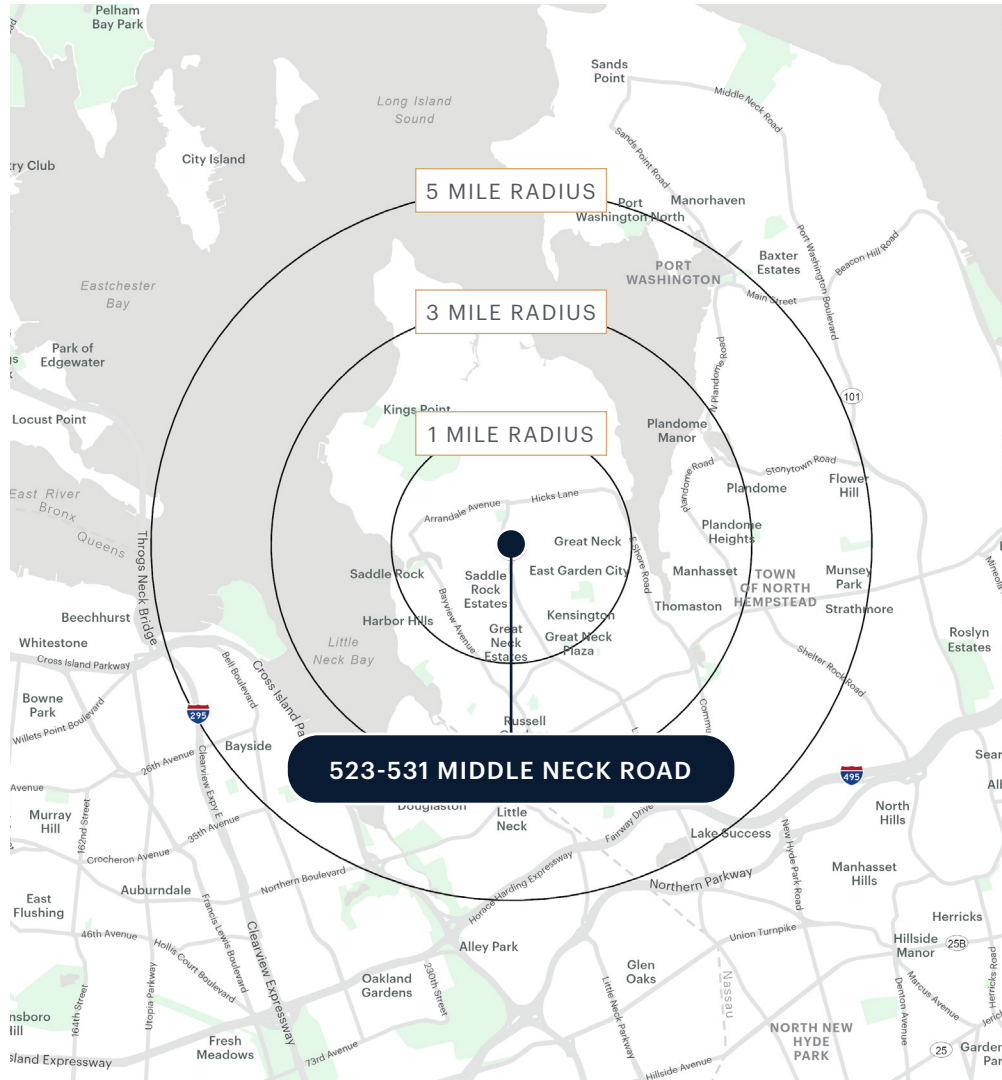 Pelham
Bay Park
Sands
Point
Middle Neck Road
Long Island
Sound
Sands Point Road
try Club
City Island
5 MILE RADIUS
Port
Washington North
Manorhaven
Port Washington Boulevard
Beacon Hill Road
Baxter
Estates
PORT
WASHINGTON
Main Street
Eastchester
Bay
3 MILE RADIUS
N Plandome Road
Park of
Edgewater
101
Kings Point
Locust Point
1 MILE RADIUS
Plandome
Manor
Stonytown Road
Plandome Road
Plandome
Flower
Hill
East River
Bronx
Queens
Hicks Lane
Arrandale Avenue
Throgs Neck Bridge
Great Neck
E Shore Road
Plandome
Heights
Saddle Rock
Saddle
Rock
Estates
East Garden City
Manhasset
TOWN
OF NORTH
HEMPSTEAD
Munsey
Park
Mineola
Bayview Avenue
Beechhurst
Harbor Hills
Kensington
Thomaston
Strathmore
Great
Neck
Estates
Great Neck
Plaza
Whitestone
Little
Neck Bay
Roslyn
Estates
Cross Island Parkway
Bell Boulevard
Cross Island Pa
Shelter Rock Road
Bowne
Park
Willets Point Boulevard
295
Russell
Commu
Bayside
26th Avenue
523-531 MIDDLE NECK ROAD
495
Sear
Avenue
Clearview Expy E
Douglaston
Little
Neck
Fairway Drive
Lake Success
North
Hills
Murray
Hill
162nd Street
35th Avenue
New Hyde Park Road
Crocheron Avenue
Horace Harding Expressway
Northern Boulevard
Northern Parkway
Manhasset
Hills
Auburndale
East
Flushing
Francis Lewis Boulevard
Herricks
46th Avenue
Hollis Court Boulevard
Clearview Expressway
Alley Park
Union Turnpike
Hillside
Manor
25B
Glen
Oaks
Oakland
Gardens
230th Street
Little Neck Park
Nassau
Marcus Avenue
Herricks Road
Denton Avenue
164th Street
Utopia Parkway
nsboro
Hill
NORTH NEW
HYDE
PARK
Fresh
Meadows
73rd Avenue
sland Expressway
Hillside Avenue
25
Garden
Par